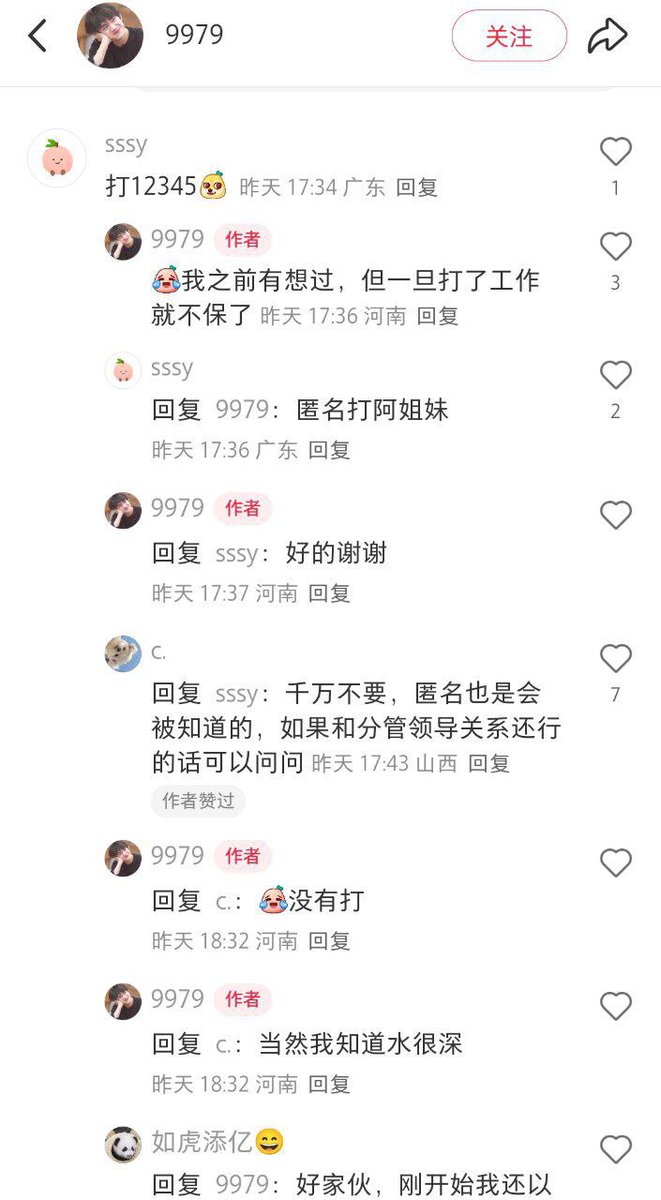 9979
关注
sssy
打12345 昨天 17:34 广东 回复
1
9979 作者
我之前有想过，但一旦打了工作
就不保了 昨天 17:36 河南 回复
3
sssy
回复 9979：匿名打阿姐妹
昨天 17:36 广东 回复
2
9979 作者
回复 sssy：好的谢谢
昨天 17:37 河南 回复
c.
回复 sssy：千万不要，匿名也是会
被知道的，如果和分管领导关系还行
的话可以问问 昨天 17:43 山西 回复
7
作者赞过
9979 作者
回复 c.：没有打
昨天 18:32 河南 回复
9979 作者
回复 c.：当然我知道水很深
昨天 18:32 河南 回复
如虎添亿😄
回复 9979：好家伙，刚开始我还以